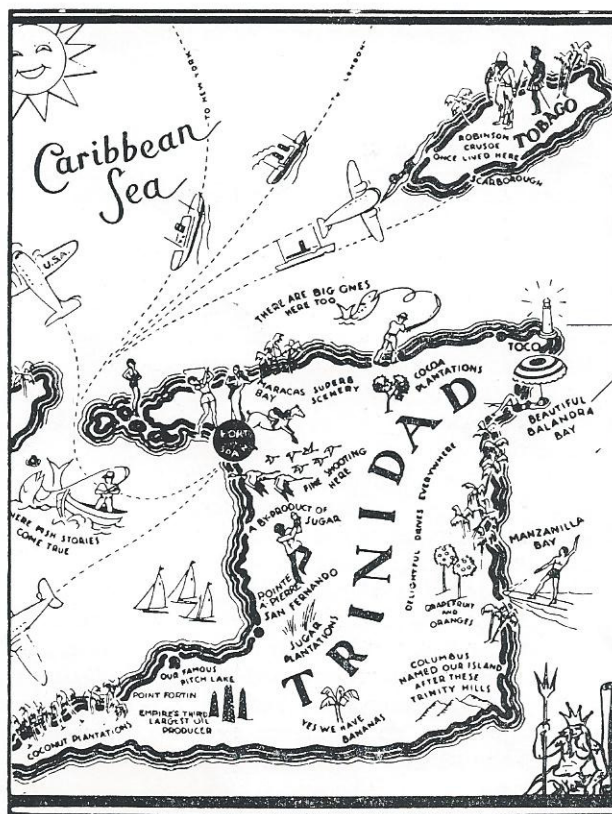 TO NEW YORK
LONDON
Caribbean
Sea
U.S.A.
TOBAGO
ROBINSON
CRUSOE
ONCE LIVED HERE
SCARBOROUGH
THERE ARE BIG ONES
HERE TOO
TOCO
MARACAS
BAY
SUPERB
SCENERY
COCOA
PLANTATIONS
BEAUTIFUL
BALANDRA
BAY
PORT
SPAIN
FINE SHOOTING
HERE
TRINIDAD
DELIGHTFUL DRIVES EVERYWHERE
A BY-PRODUCT OF
SUGAR
WHERE FISH STORIES
COME TRUE
MANZANILLA
BAY
POINTE
A-PIERRE
SAN FERNANDO
GRAPEFRUIT
AND
ORANGES
SUGAR
PLANTATIONS
OUR FAMOUS
PITCH LAKE
POINT FORTIN
EMPIRE'S THIRD
LARGEST OIL
PRODUCER
COCONUT PLANTATIONS
YES WE HAVE
BANANAS
COLUMBUS
NAMED OUR ISLAND
AFTER THESE
TRINITY HILLS